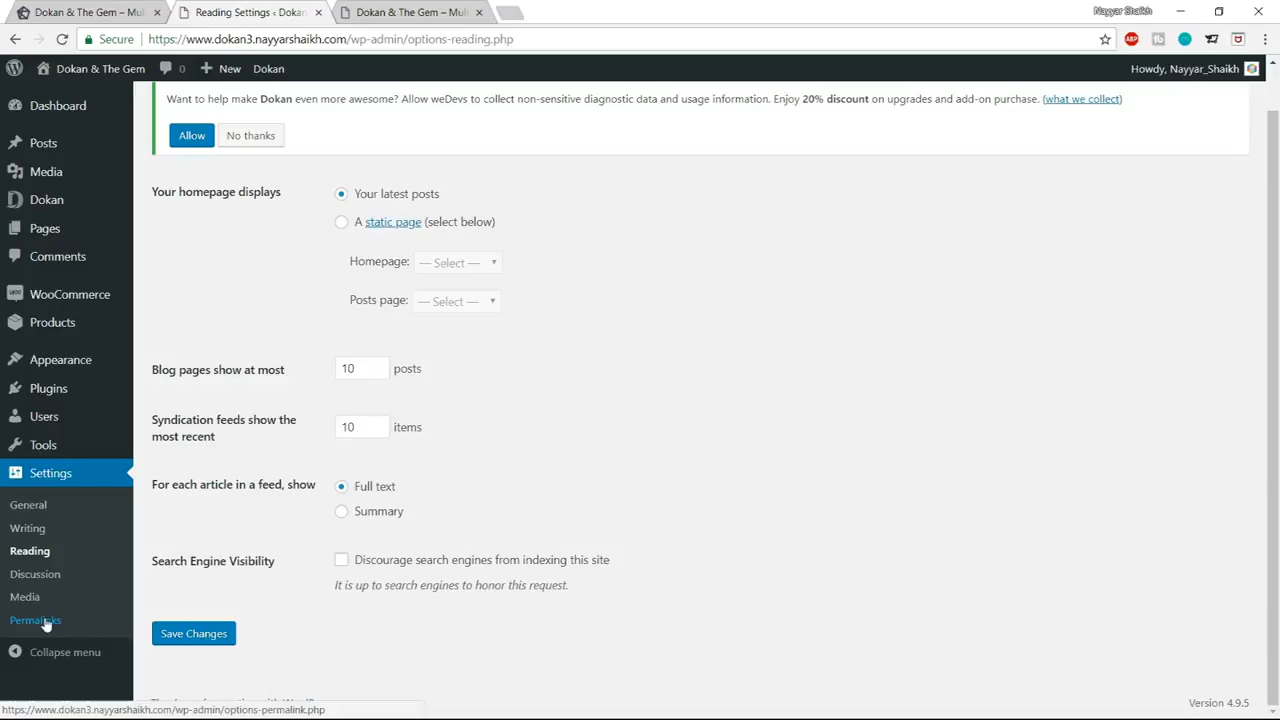 Dokan & The Gem – Mul
Reading Settings ‹ Dokan
Dokan & The Gem – Mul
Nayyar Shaikh
Secure
https://www.dokan3.nayyarshaikh.com/wp-admin/options-reading.php
ABP
Dokan & The Gem
0
New
Dokan
Howdy, Nayyar_Shaikh
Want to help make Dokan even more awesome? Allow weDevs to collect non-sensitive diagnostic data and usage information. Enjoy 20% discount on upgrades and add-on purchase. (what we collect)
Allow
No thanks
Dashboard
Posts
Media
Dokan
Pages
Comments
WooCommerce
Products
Appearance
Plugins
Users
Tools
Settings
General
Writing
Reading
Discussion
Media
Permalinks
Collapse menu
Your homepage displays
Your latest posts
A static page (select below)
Homepage: — Select —
Posts page: — Select —
Blog pages show at most
10 posts
Syndication feeds show the
most recent
10 items
For each article in a feed, show
Full text
Summary
Search Engine Visibility
Discourage search engines from indexing this site
It is up to search engines to honor this request.
Save Changes
https://www.dokan3.nayyarshaikh.com/wp-admin/options-permalink.php
Version 4.9.5